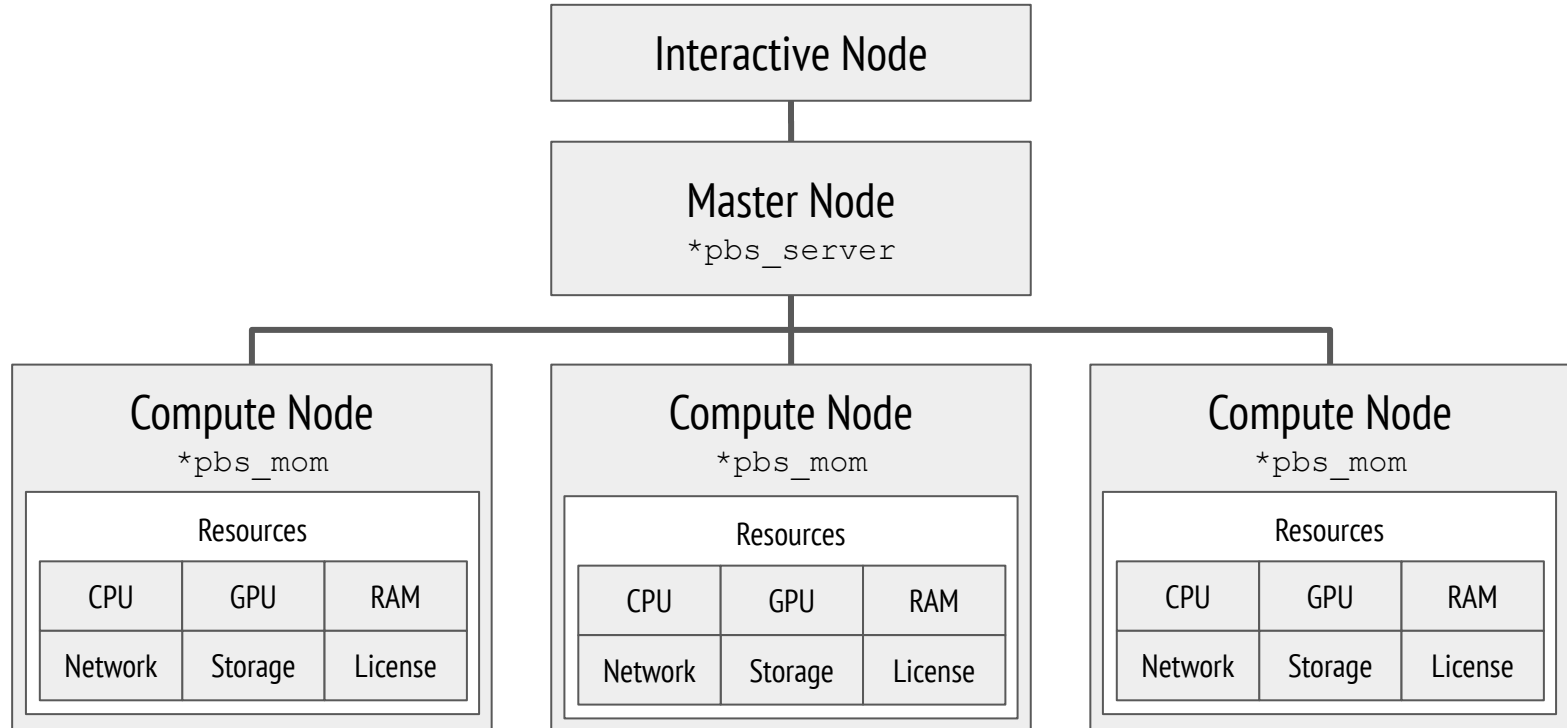 Interactive Node
Master Node
*pbs_server
Compute Node
*pbs_mom
Resources
CPU GPU RAM
Network Storage License
Compute Node
*pbs_mom
Resources
CPU GPU RAM
Network Storage License
Compute Node
*pbs_mom
Resources
CPU GPU RAM
Network Storage License